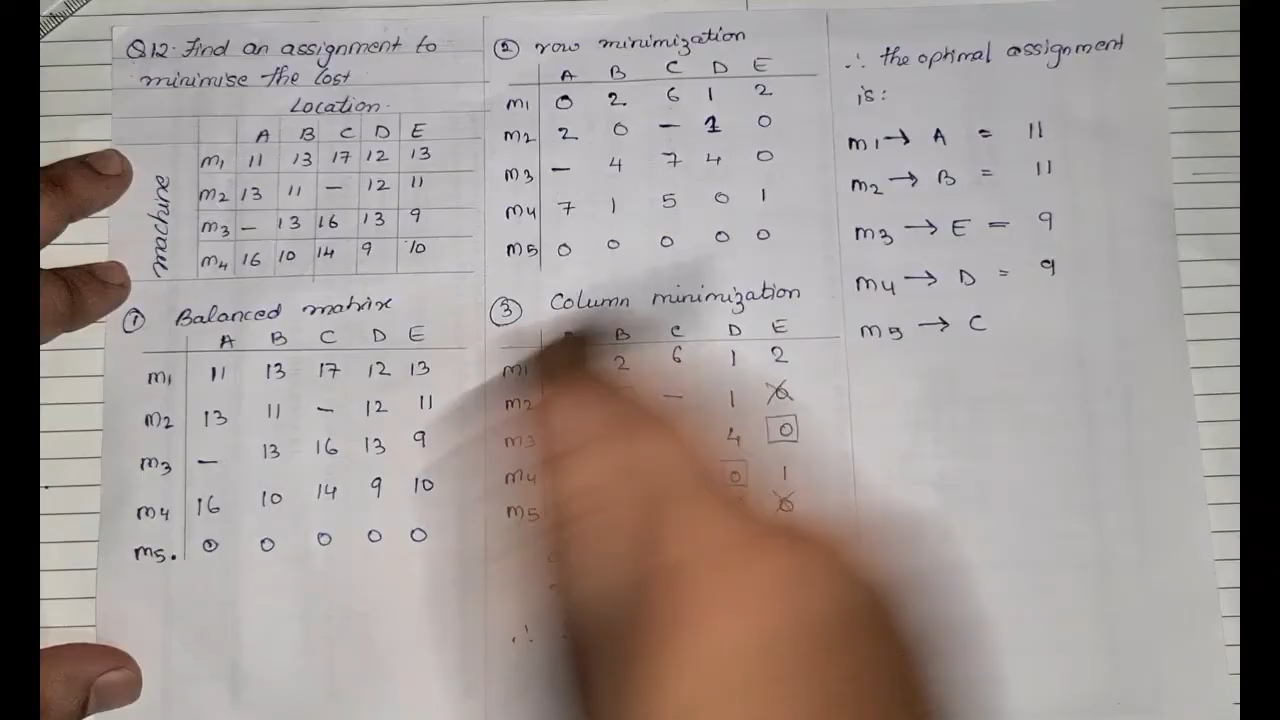 Q12. Find an assignment to
minimise the cost
Location.
A B C D E
machine
m1 11 13 17 12 13
m2 13 11 – 12 11
m3 – 13 16 13 9
m4 16 10 14 9 10
① Balanced matrix
A B C D E
m1 11 13 17 12 13
m2 13 11 – 12 11
m3 – 13 16 13 9
m4 16 10 14 9 10
m5. 0 0 0 0 0
② row minimization
A B C D E
m1 0 2 6 1 2
m2 2 0 – 1 0
m3 – 4 7 4 0
m4 7 1 5 0 1
m5 0 0 0 0 0
③ Column minimization
B C D E
m1 2 6 1 2
m2 – 1 0
m3 4 0
m4 0 1
m5 0
∴
∴ the optimal assignment
is:
m1 → A = 11
m2 → B = 11
m3 → E = 9
m4 → D = 9
m5 → C